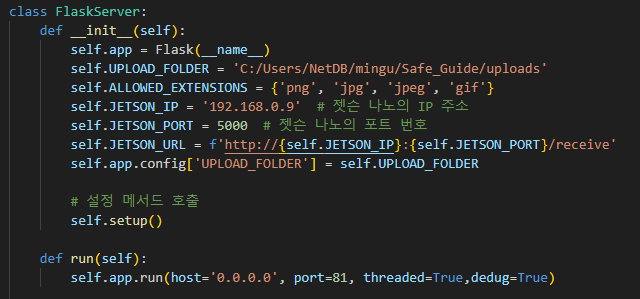 class FlaskServer:
    def __init__(self):
        self.app = Flask(__name__)
        self.UPLOAD_FOLDER = 'C:/Users/NetDB/mingu/Safe_Guide/uploads'
        self.ALLOWED_EXTENSIONS = {'png', 'jpg', 'jpeg', 'gif'}
        self.JETSON_IP = '192.168.0.9'  # 젯슨 나노의 IP 주소
        self.JETSON_PORT = 5000  # 젯슨 나노의 포트 번호
        self.JETSON_URL = f'http://{self.JETSON_IP}:{self.JETSON_PORT}/receive'
        self.app.config['UPLOAD_FOLDER'] = self.UPLOAD_FOLDER
        # 설정 메서드 호출
        self.setup()
    def run(self):
        self.app.run(host='0.0.0.0', port=81, threaded=True,dedug=True)